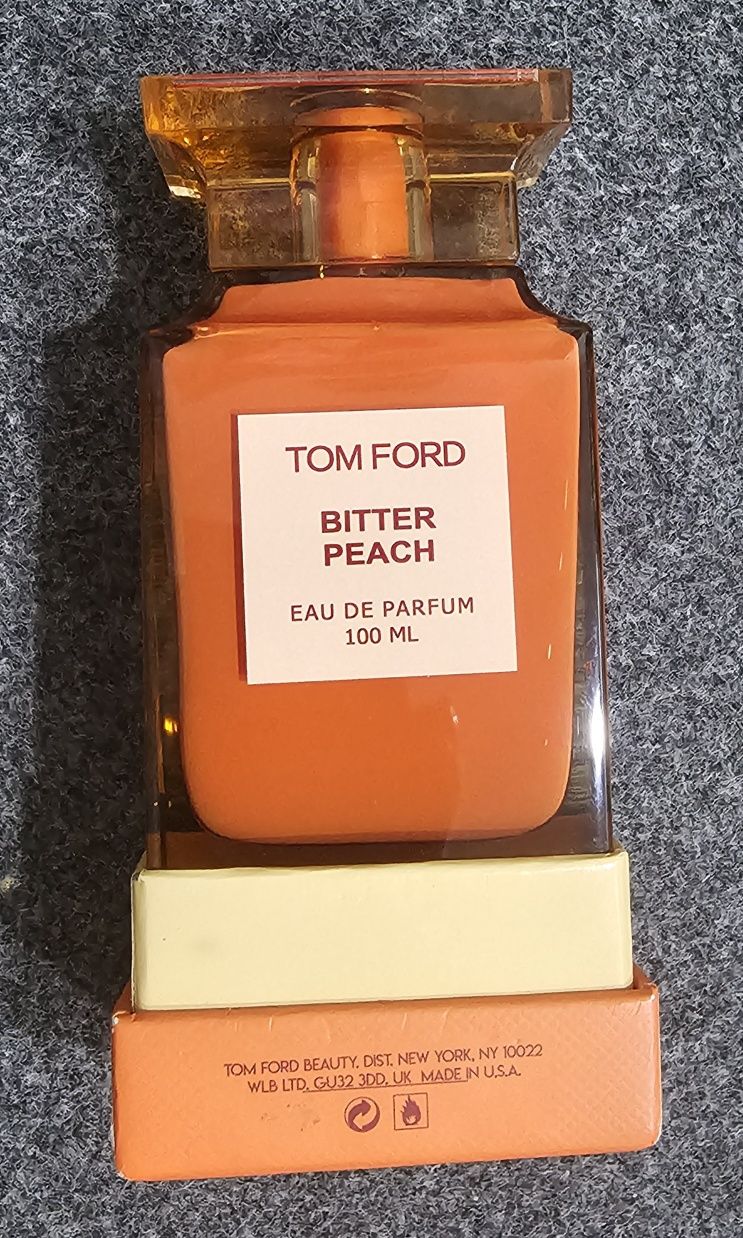 TOM FORD
BITTER
PEACH
EAU DE PARFUM
100 ML
TOM FORD BEAUTY, DIST. NEW YORK, NY 10022
WLB LTD, GU32 3DD, UK MADE IN U.S.A.